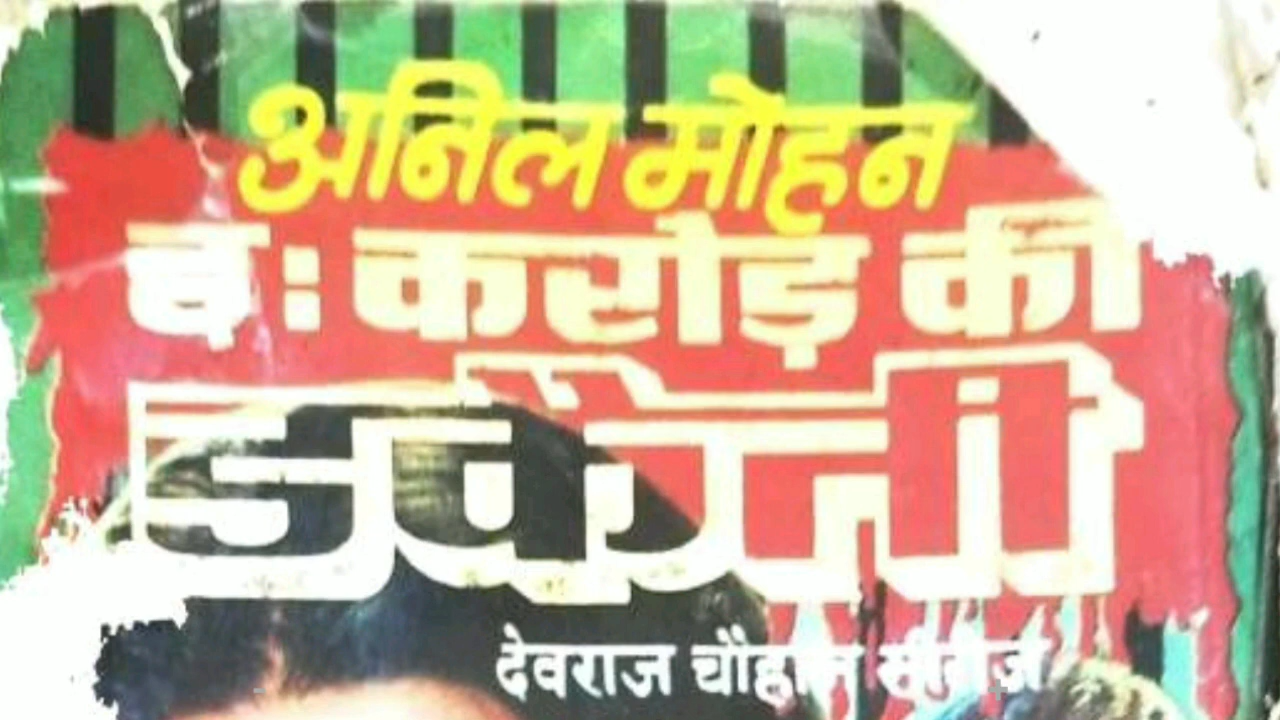 अनिल मोहन
छ: करोड़ की
डकैती
देवराज चौहान सीरीज